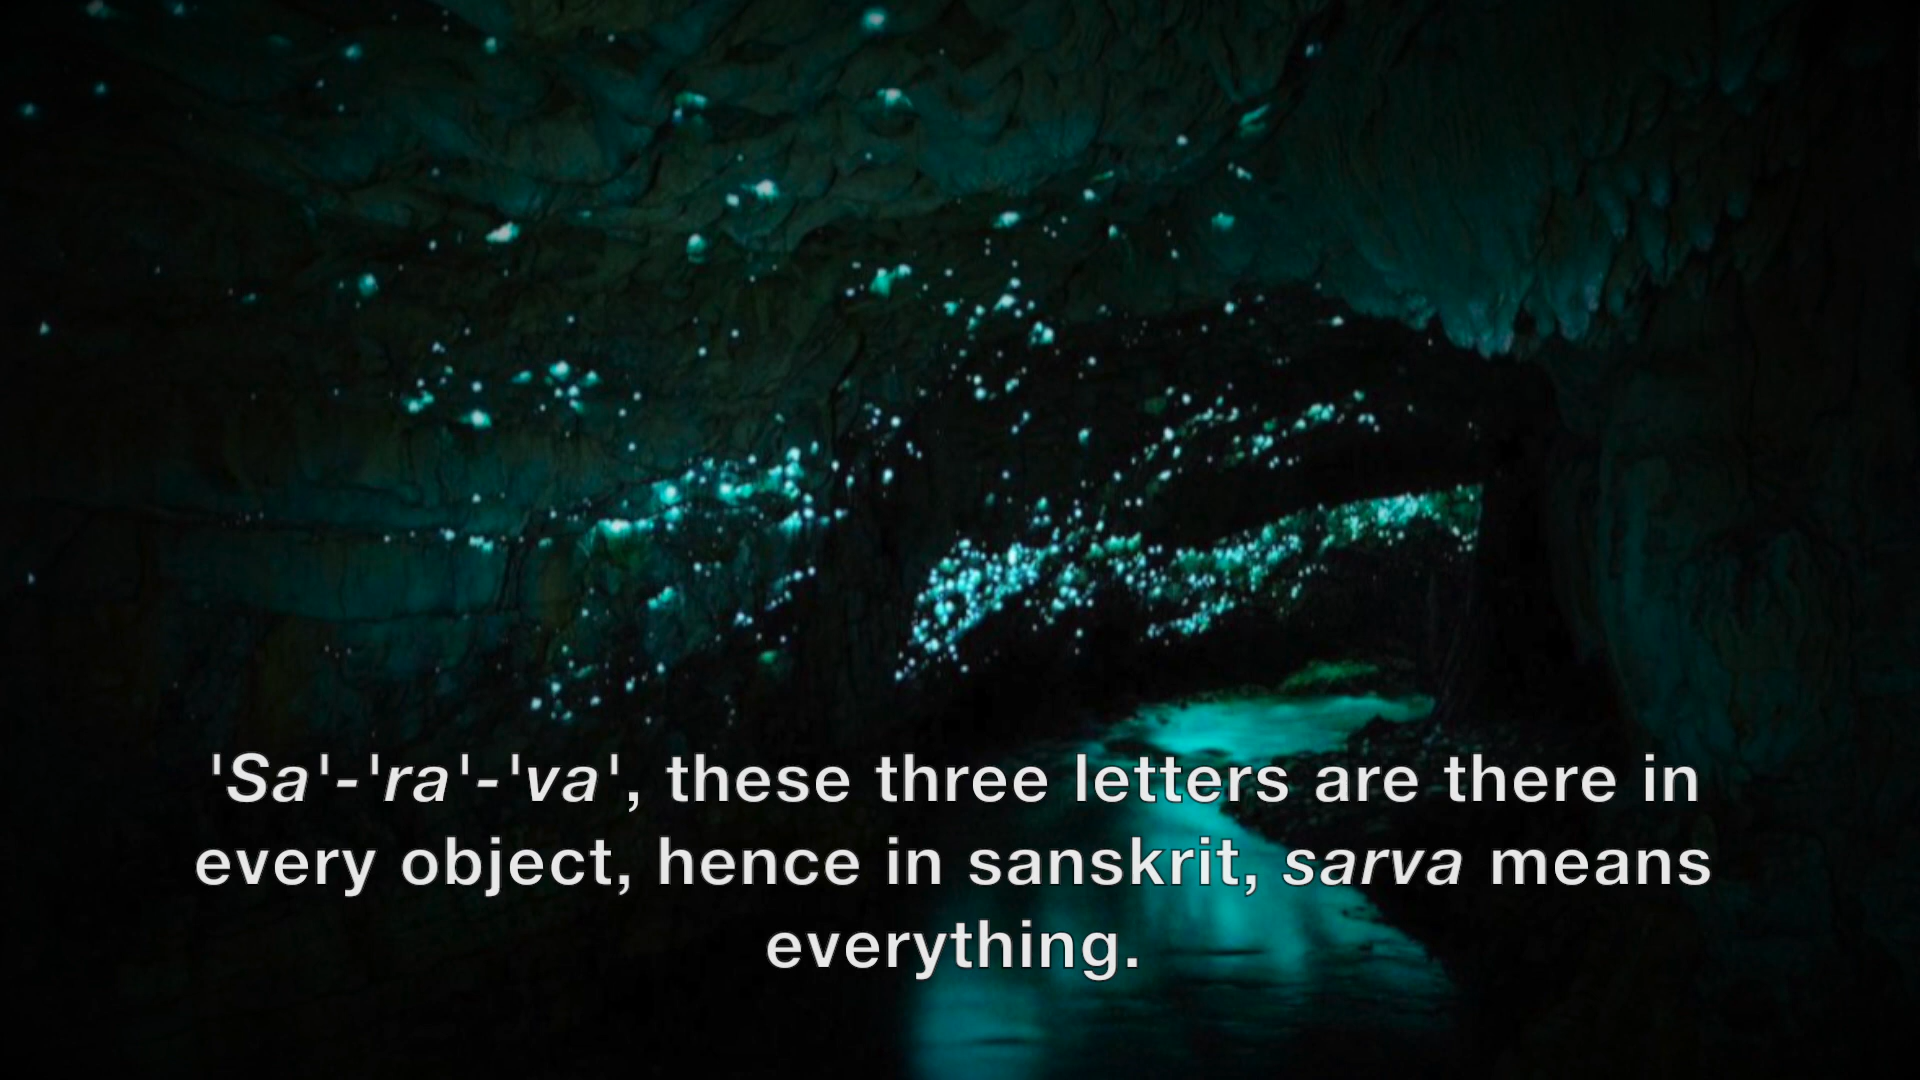 'Sa'-'ra'-'va', these three letters are there in
every object, hence in sanskrit, sarva means
everything.